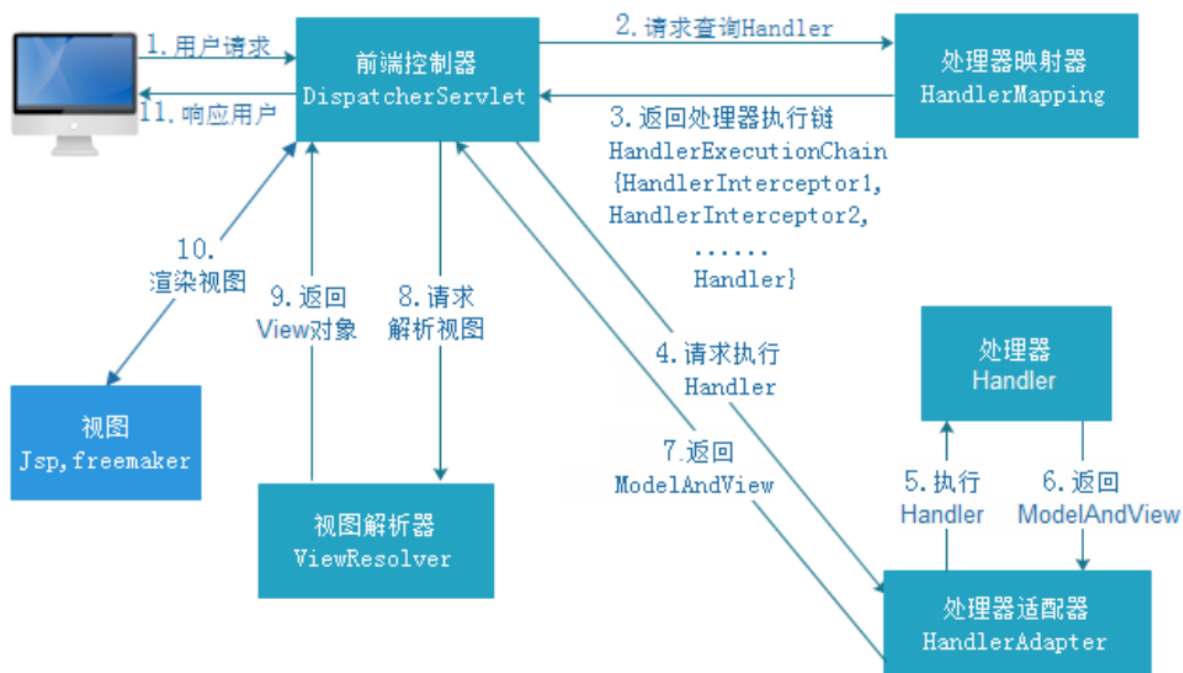 1.用户请求
11.响应用户
前端控制器
DispatcherServlet
2.请求查询Handler
处理器映射器
HandlerMapping
3.返回处理器执行链
HandlerExecutionChain
{HandlerInterceptor1,
HandlerInterceptor2,
......
Handler}
4.请求执行
Handler
处理器
Handler
5.执行
Handler
6.返回
ModelAndView
处理器适配器
HandlerAdapter
7.返回
ModelAndView
8.请求
解析视图
9.返回
View对象
视图解析器
ViewResolver
10.
渲染视图
视图
Jsp,freemaker